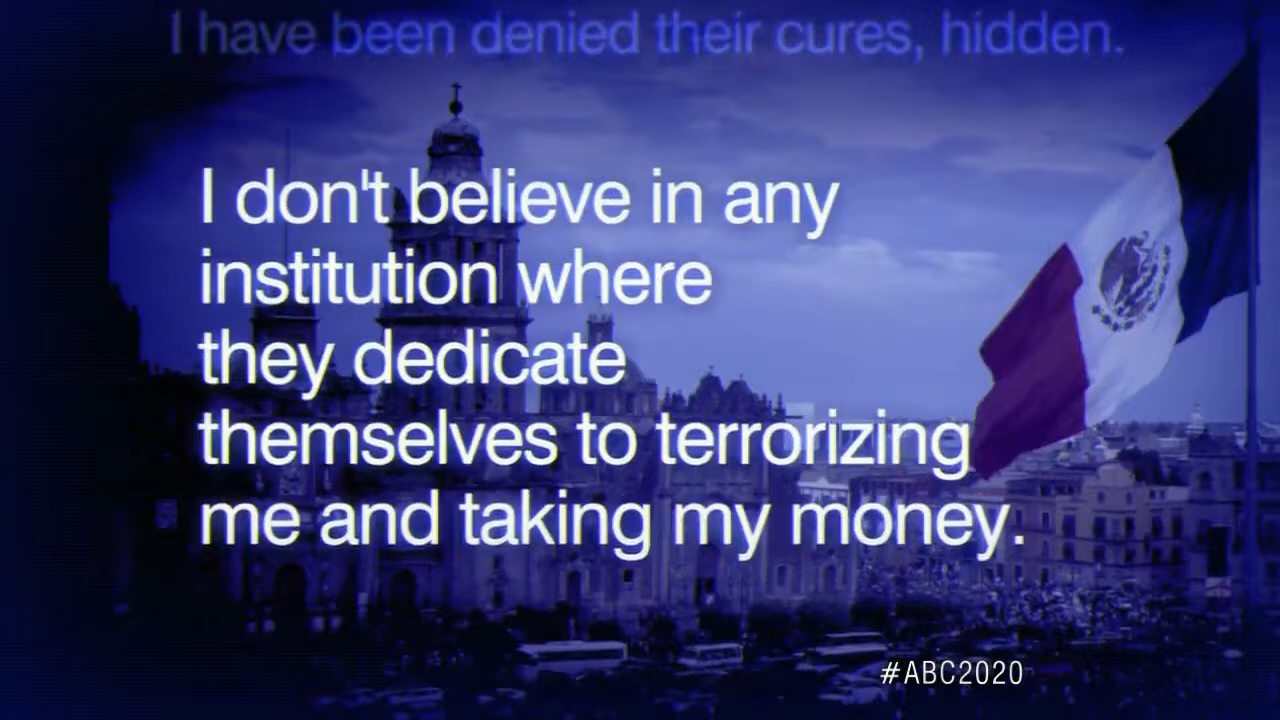 I have been denied their cures, hidden.
I don't believe in any
institution where
they dedicate
themselves to terrorizing
me and taking my money.
#ABC2020